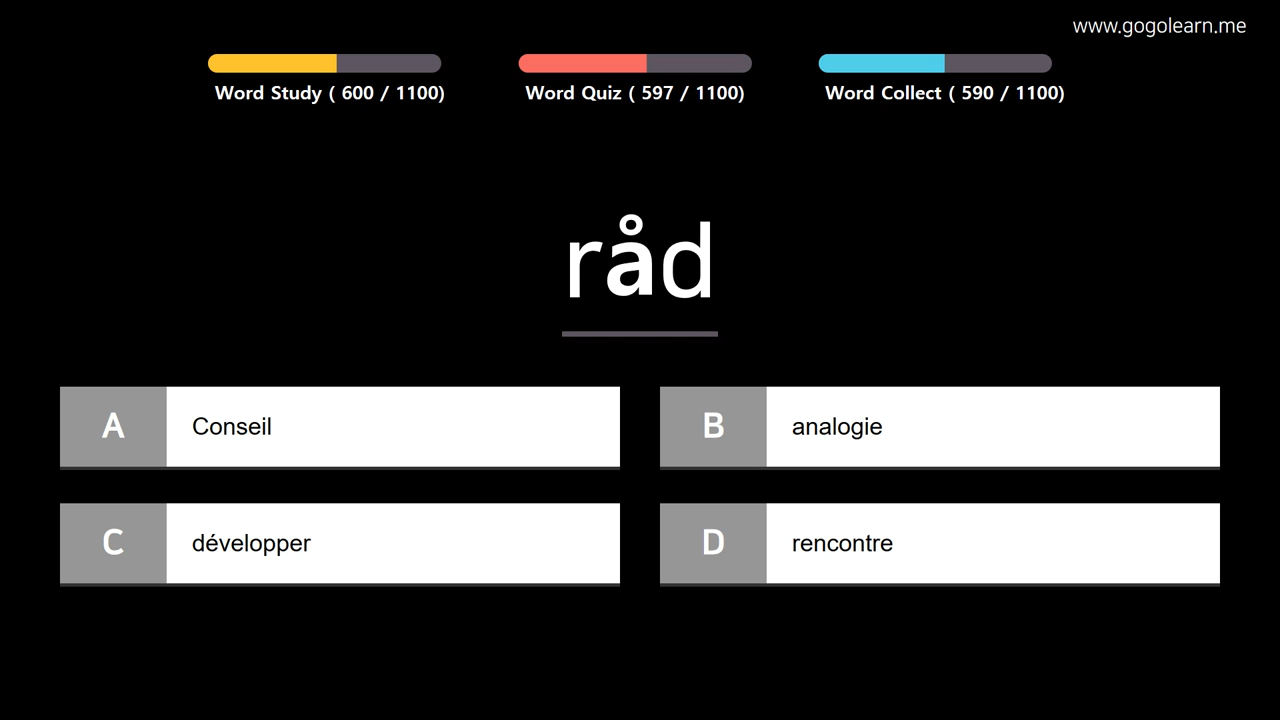 www.gogolearn.me
Word Study ( 600 / 1100)
Word Quiz ( 597 / 1100)
Word Collect ( 590 / 1100)
råd
A Conseil
B analogie
C développer
D rencontre